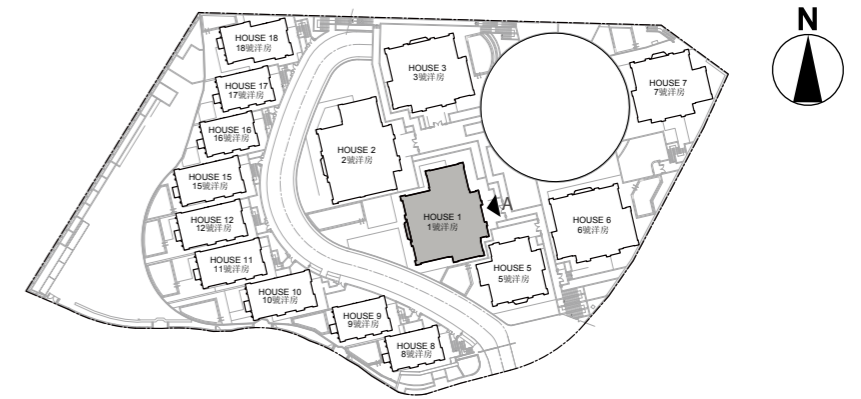 N
HOUSE 18
18號洋房
HOUSE 17
17號洋房
HOUSE 16
16號洋房
HOUSE 15
15號洋房
HOUSE 12
12號洋房
HOUSE 11
11號洋房
HOUSE 10
10號洋房
HOUSE 9
9號洋房
HOUSE 8
8號洋房
HOUSE 3
3號洋房
HOUSE 2
2號洋房
HOUSE 1
1號洋房
A
HOUSE 5
5號洋房
HOUSE 6
6號洋房
HOUSE 7
7號洋房